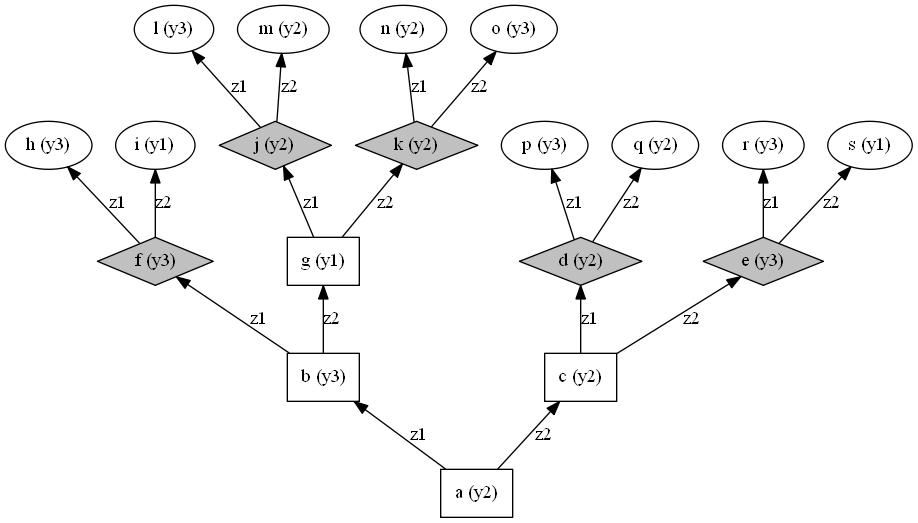 l (y3) m (y2) n (y2) o (y3)
z1 z2 z1 z2
h (y3) i (y1) j (y2) k (y2) p (y3) q (y2) r (y3) s (y1)
z1 z2 z1 z2 z1 z2 z1 z2
f (y3) g (y1) d (y2) e (y3)
z1 z2 z1 z2
b (y3) c (y2)
z1 z2
a (y2)